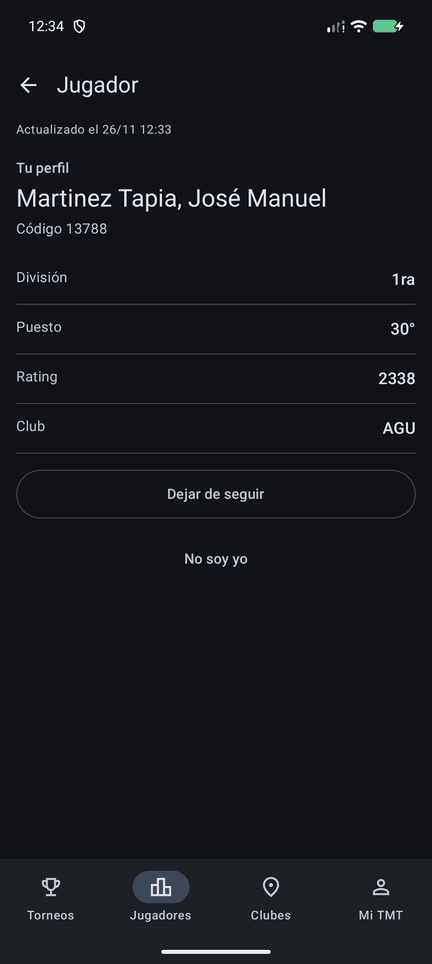 12:34
Jugador
Actualizado el 26/11 12:33
Tu perfil
Martinez Tapia, José Manuel
Código 13788
División 1ra
Puesto 30°
Rating 2338
Club AGU
Dejar de seguir
No soy yo
Torneos Jugadores Clubes Mi TMT